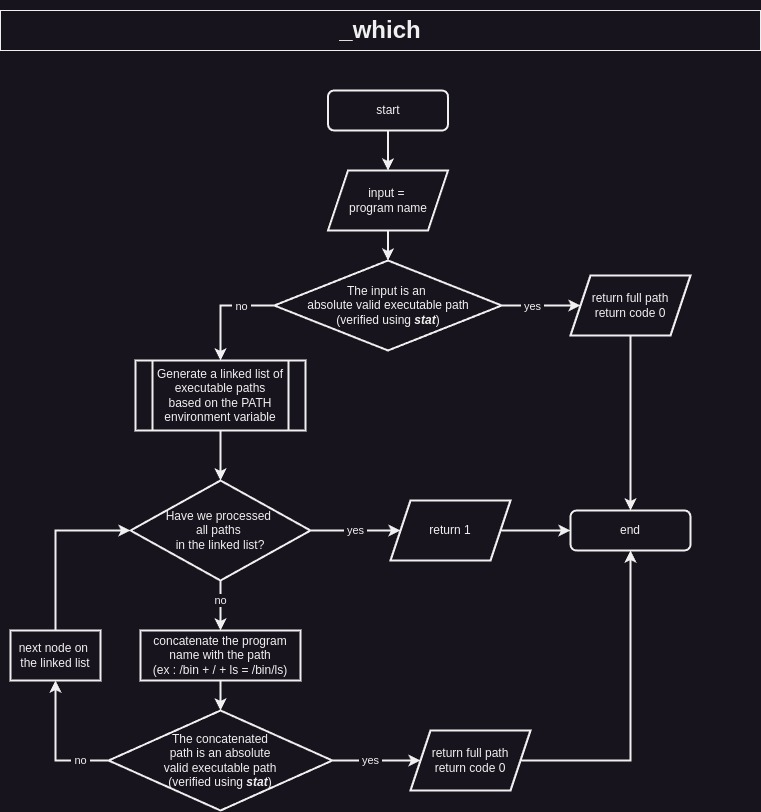 _which
start
input =
program name
The input is an
absolute valid executable path
(verified using stat)
no
yes
return full path
return code 0
Generate a linked list of
executable paths
based on the PATH
environment variable
Have we processed
all paths
in the linked list?
yes
return 1
end
no
next node on
the linked list
concatenate the program
name with the path
(ex : /bin + / + ls = /bin/ls)
The concatenated
path is an absolute
valid executable path
(verified using stat)
no
yes
return full path
return code 0